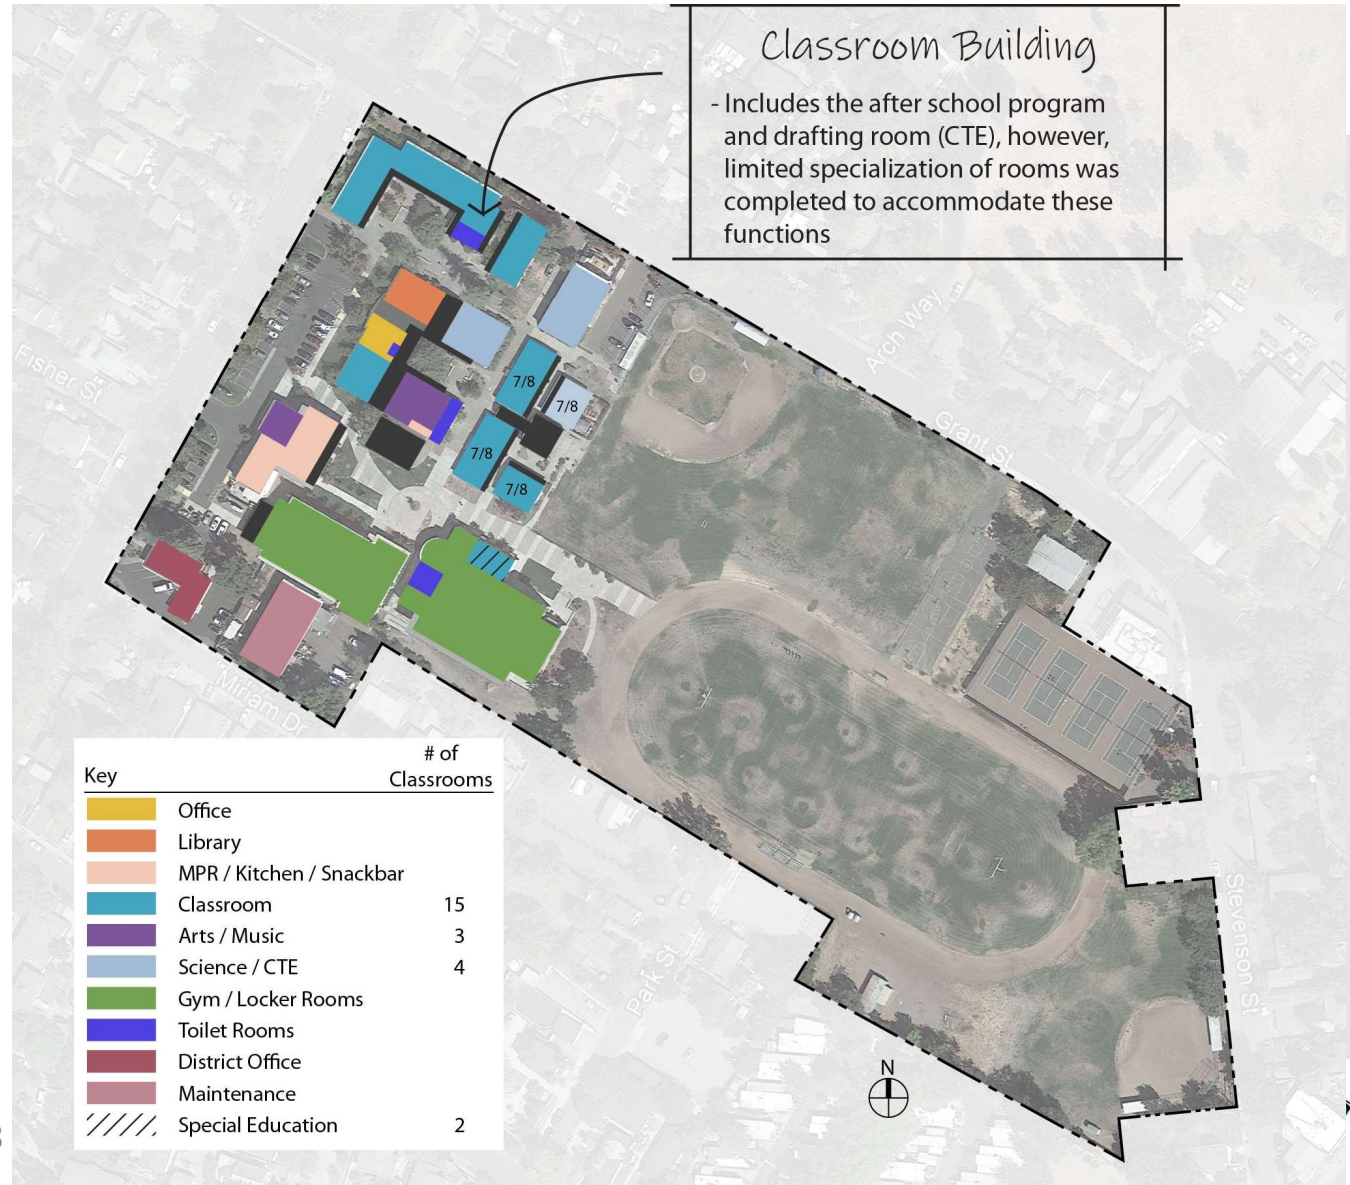 Classroom Building
- Includes the after school program
and drafting room (CTE), however,
limited specialization of rooms was
completed to accommodate these
functions
Fisher St
Arch Way
Grant St
7/8
7/8
7/8
7/8
Miriam Dr
Park St
Stevenson St
N
Key
# of
Classrooms
Office
Library
MPR / Kitchen / Snackbar
Classroom 15
Arts / Music 3
Science / CTE 4
Gym / Locker Rooms
Toilet Rooms
District Office
Maintenance
Special Education 2